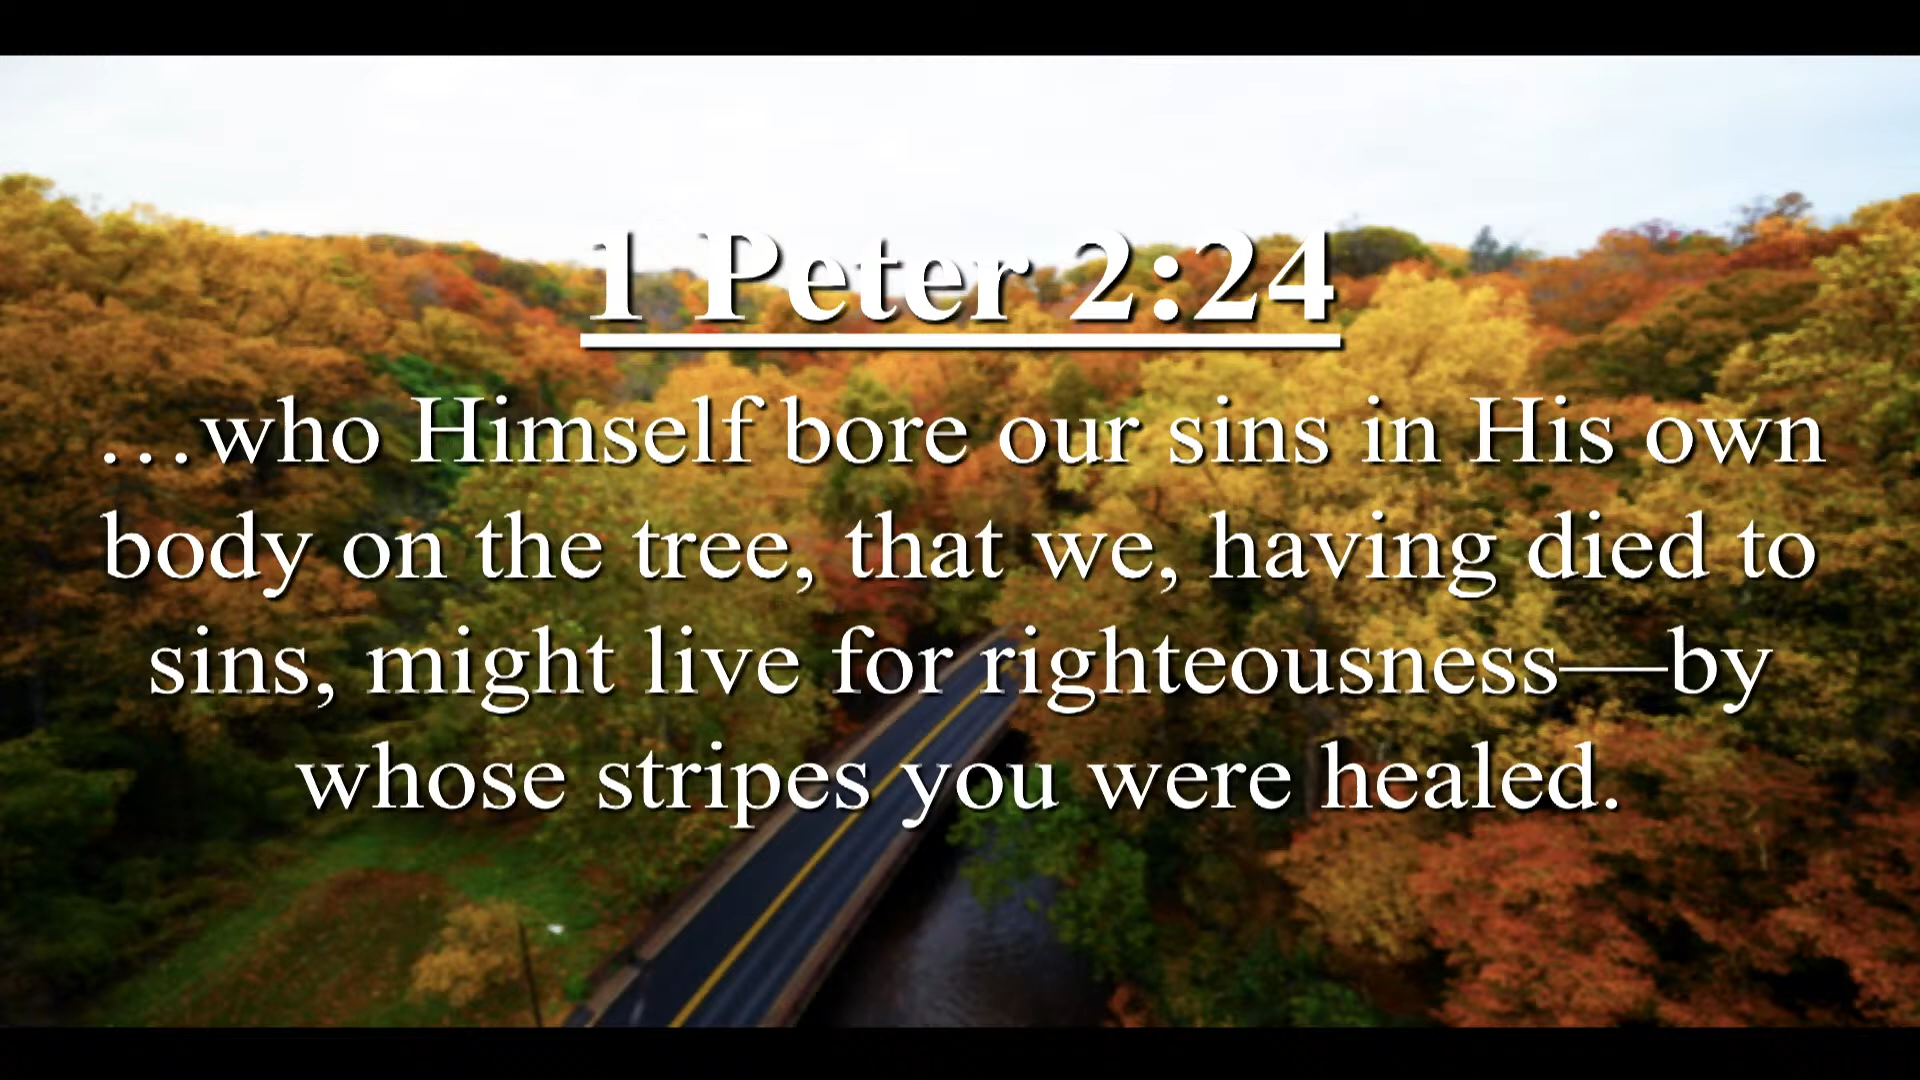 1 Peter 2:24
…who Himself bore our sins in His own
body on the tree, that we, having died to
sins, might live for righteousness—by
whose stripes you were healed.